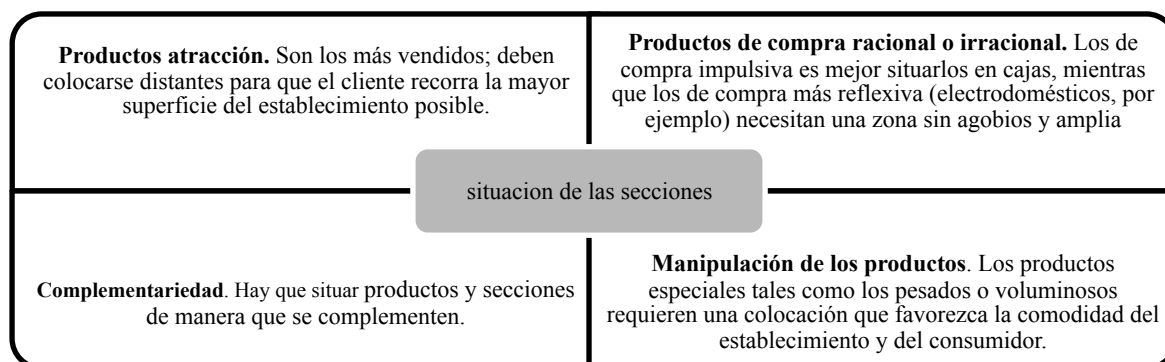 Productos atracción. Son los más vendidos; deben
colocarse distantes para que el cliente recorra la mayor
superficie del establecimiento posible.
Productos de compra racional o irracional. Los de
compra impulsiva es mejor situarlos en cajas, mientras
que los de compra más reflexiva (electrodomésticos, por
ejemplo) necesitan una zona sin agobios y amplia
situacion de las secciones
Complementariedad. Hay que situar productos y secciones
de manera que se complementen.
Manipulación de los productos. Los productos
especiales tales como los pesados o voluminosos
requieren una colocación que favorezca la comodidad del
establecimiento y del consumidor.